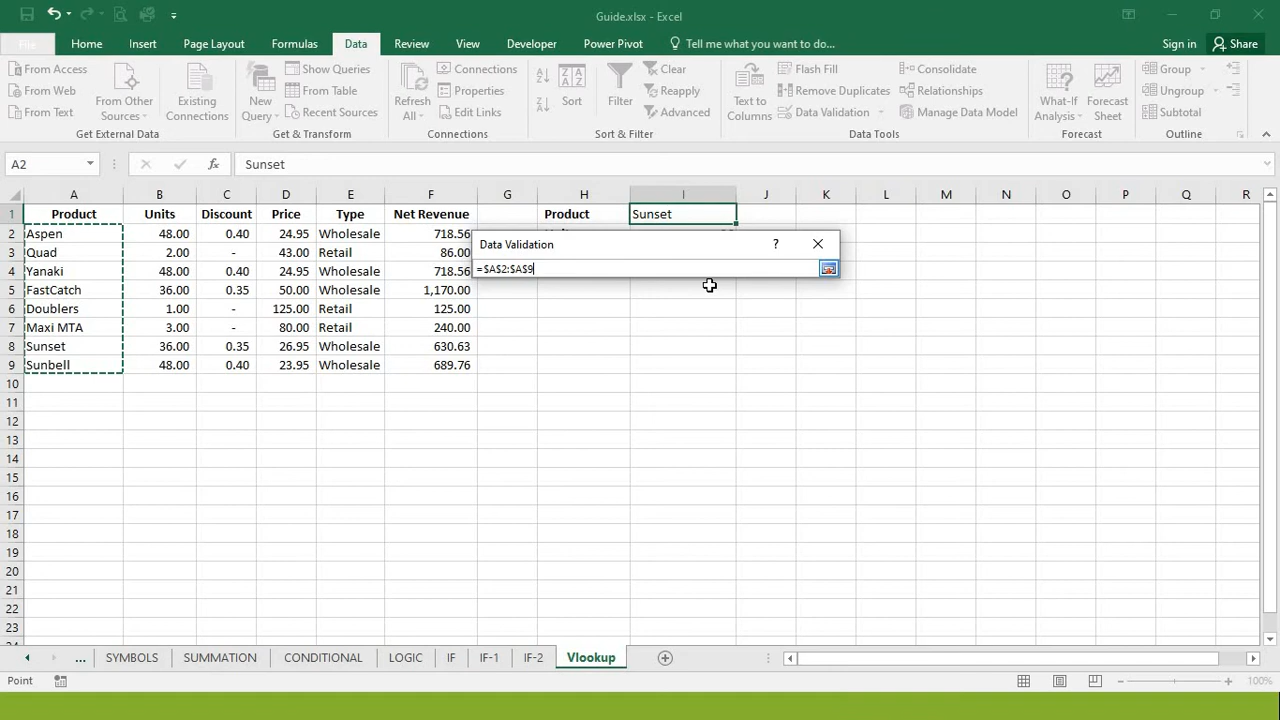 Guide.xlsx - Excel
File Home Insert Page Layout Formulas Data Review View Developer Power Pivot Tell me what you want to do... Sign in Share
From Access
From Web
From Text
From Other Sources
Existing Connections
Get External Data
New Query
Show Queries
From Table
Recent Sources
Get & Transform
Refresh All
Connections
Properties
Edit Links
Connections
Sort
Filter
Clear
Reapply
Advanced
Sort & Filter
Text to Columns
Flash Fill
Remove Duplicates
Data Validation
Consolidate
Relationships
Manage Data Model
Data Tools
What-If Analysis
Forecast Sheet
Forecast
Group
Ungroup
Subtotal
Outline
A2 fx Sunset
A B C D E F G H I J K L M N O P Q R
1 Product Units Discount Price Type Net Revenue Product Sunset
2 Aspen 48.00 0.40 24.95 Wholesale 718.56
Data Validation ?
=$A$2:$A$9
3 Quad 2.00 - 43.00 Retail 86.00
4 Yanaki 48.00 0.40 24.95 Wholesale 718.56
5 FastCatch 36.00 0.35 50.00 Wholesale 1,170.00
6 Doublers 1.00 - 125.00 Retail 125.00
7 Maxi MTA 3.00 - 80.00 Retail 240.00
8 Sunset 36.00 0.35 26.95 Wholesale 630.63
9 Sunbell 48.00 0.40 23.95 Wholesale 689.76
10
11
12
13
14
15
16
17
18
19
20
21
22
23
... SYMBOLS SUMMATION CONDITIONAL LOGIC IF IF-1 IF-2 Vlookup
Point 100%